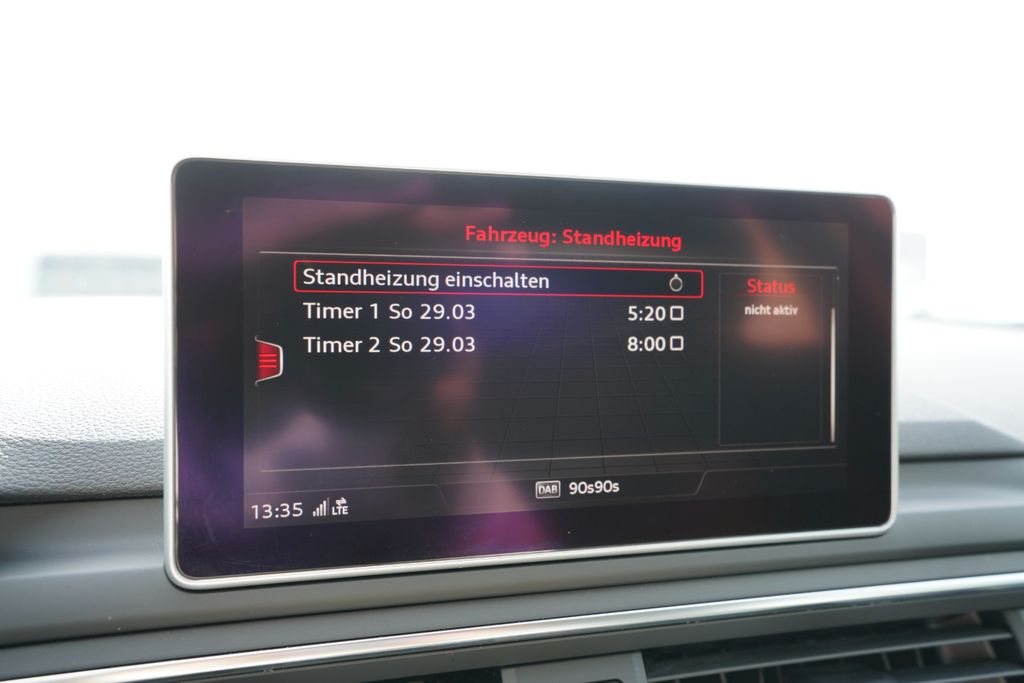 Fahrzeug: Standheizung
Standheizung einschalten
Timer 1 So 29.03 5:20
Timer 2 So 29.03 8:00
Status
nicht aktiv
DAB 90s90s
13:35 LTE